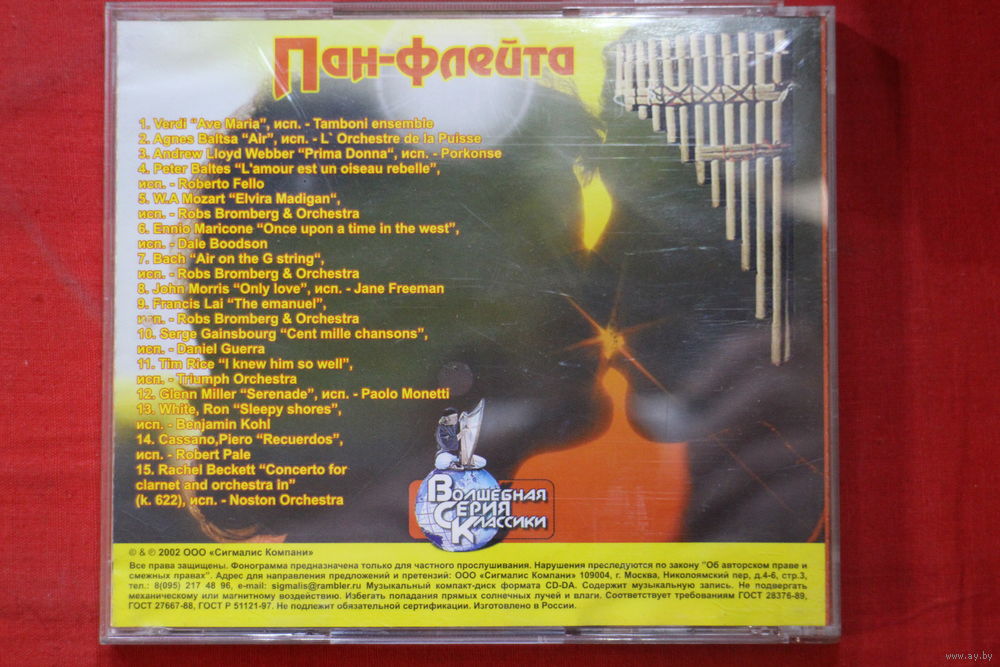 Пан-флейта
1. Verdi “Ave Maria”, исп. - Tamboni ensemble
2. Agnes Baltsa “Air”, исп. - L` Orchestre de la Puisse
3. Andrew Lloyd Webber “Prima Donna“, исп. - Porkonse
4. Peter Baltes “L'amour est un oiseau rebelle”,
исп. - Roberto Fello
5. W.A Mozart “Elvira Madigan“,
исп. - Robs Bromberg & Orchestra
6. Ennio Maricone “Once upon a time in the west”,
исп. - Dale Boodson
7. Bach “Air on the G string“,
исп. - Robs Bromberg & Orchestra
8. John Morris “Only love”, исп. - Jane Freeman
9. Francis Lai “The emanuel”,
исп. - Robs Bromberg & Orchestra
10. Serge Gainsbourg “Cent mille chansons”,
исп. - Daniel Guerra
11. Tim Rice “I knew him so well”,
исп. - Triumph Orchestra
12. Glenn Miller “Serenade”, исп. - Paolo Monetti
13. White, Ron “Sleepy shores”,
исп. - Benjamin Kohl
14. Cassano,Piero “Recuerdos”,
исп. - Robert Pale
15. Rachel Beckett “Concerto for
clarnet and orchestra in”
(k. 622), исп. - Noston Orchestra
Волшебная
Серия
Классики
© & ℗ 2002 ООО «Сигмалис Компани»
Все права защищены. Фонограмма предназначена только для частного прослушивания. Нарушения преследуются по закону "Об авторском праве и
смежных правах". Адрес для направления предложений и претензий: ООО «Сигмалис Компани» 109004, г. Москва, Николоямский пер, д.4-6, стр.3,
тел.: 8(095) 217 48 96, e-mail: sigmalis@rambler.ru Музыкальный компакт-диск формата CD-DA. Содержит музыкальную запись. Не подвергать
механическому или магнитному воздействию. Избегать попадания прямых солнечных лучей и влаги. Соответствует требованиям ГОСТ 28376-89,
ГОСТ 27667-88, ГОСТ Р 51121-97. Не подлежит обязательной сертификации. Изготовлено в России.
www.ay.by